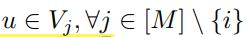 u ∈ V_j, ∀j ∈ [M] \ {i}